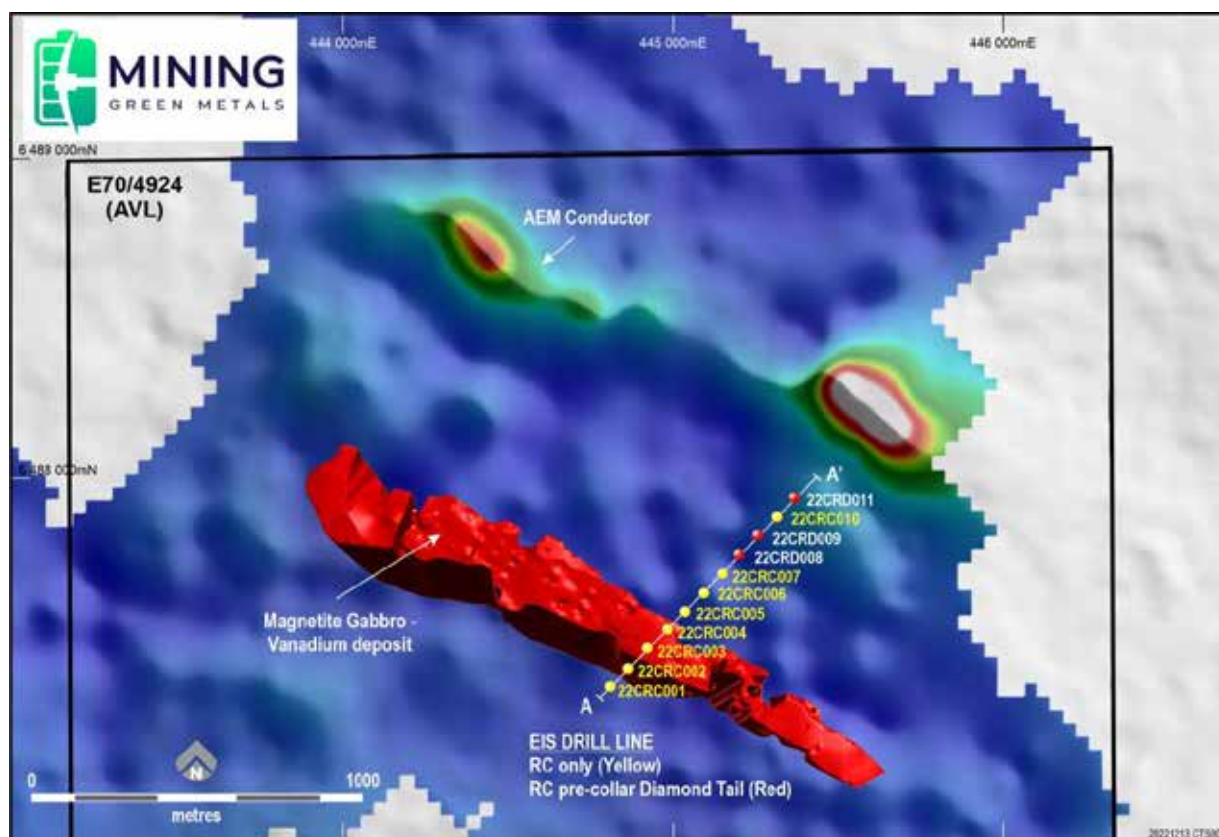 MINING
GREEN METALS
444 000mE
445 000mE
446 000mE
6 489 000mN
E70/4924
(AVL)
AEM Conductor
6 488 000mN
A'
22CRD011
22CRC010
22CRD009
22CRD008
22CRC007
22CRC006
22CRC005
22CRC004
22CRC003
22CRC002
22CRC001
A
Magnetite Gabbro -
Vanadium deposit
EIS DRILL LINE
RC only (Yellow)
RC pre-collar Diamond Tail (Red)
N
0
1000
metres